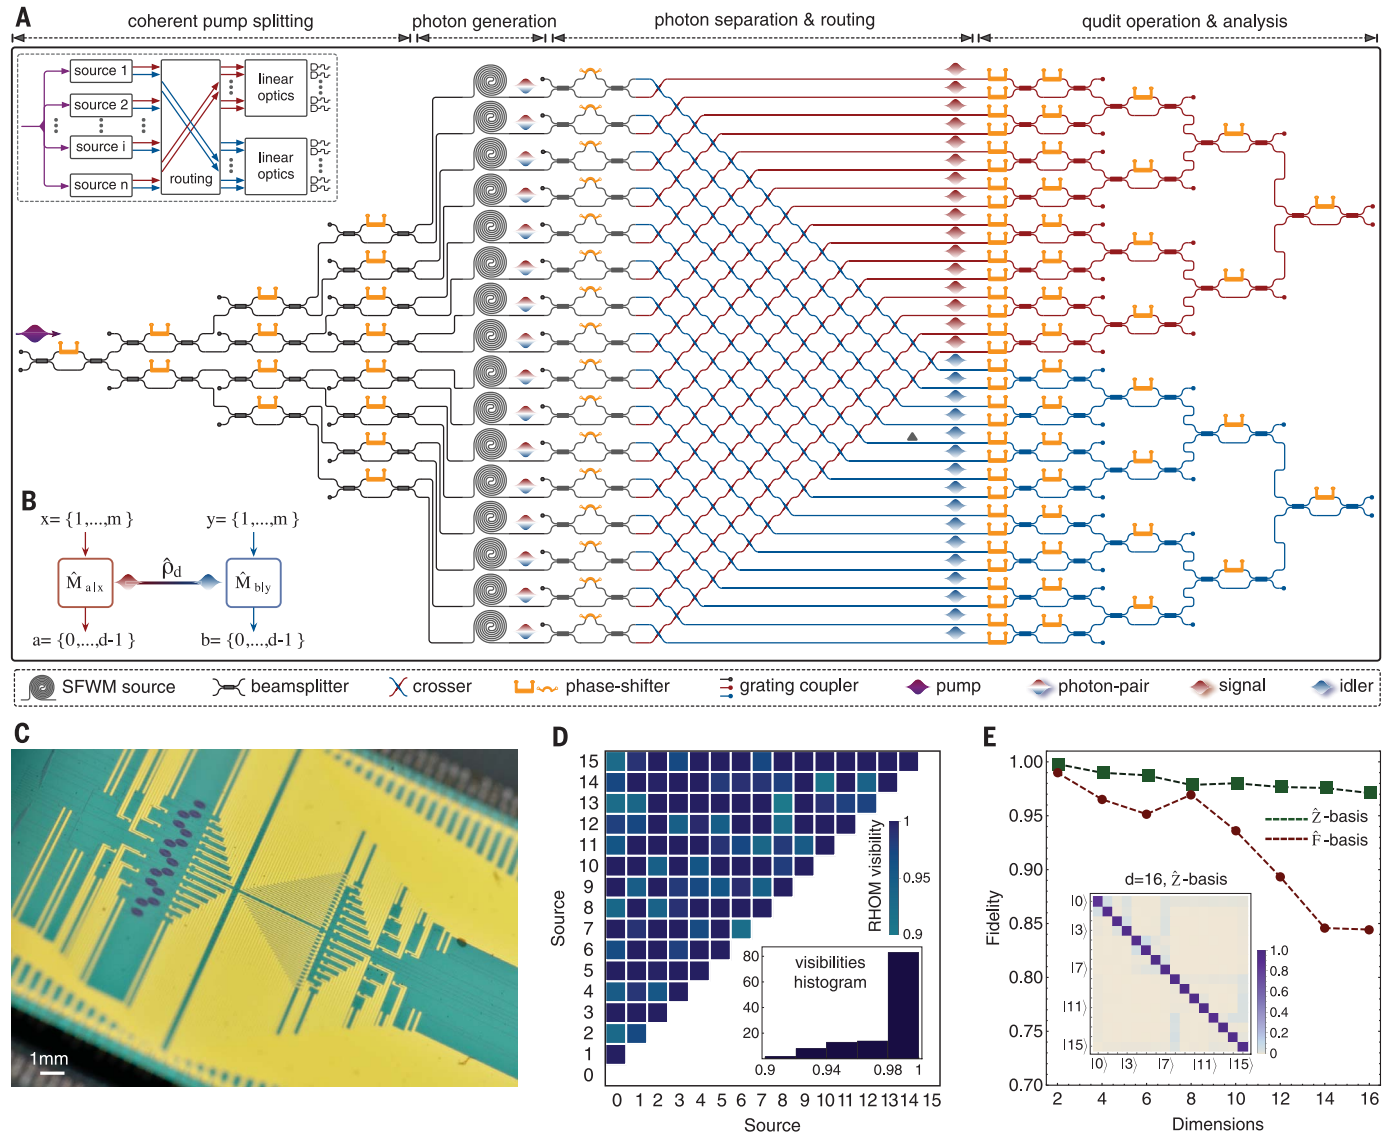 A
coherent pump splitting
photon generation
photon separation & routing
qudit operation & analysis
source 1
source 2
source i
source n
routing
linear
optics
linear
optics
B
x= {1,...,m }
y= {1,...,m }
M̂ a|x
ρ̂d
M̂ b|y
a= {0,...,d-1 }
b= {0,...,d-1 }
SFWM source
beamsplitter
crosser
phase-shifter
grating coupler
pump
photon-pair
signal
idler
C
1mm
D
Source
15
14
13
12
11
10
9
8
7
6
5
4
3
2
1
0
0 1 2 3 4 5 6 7 8 9 10 11 12 13 14 15
Source
RHOM visibility
1
0.95
0.9
visibilities
histogram
80
60
40
20
0.9 0.94 0.98 1
E
Fidelity
1.00
0.95
0.90
0.85
0.80
0.75
0.70
2 4 6 8 10 12 14 16
Dimensions
Ẑ-basis
F̂-basis
d=16, Ẑ-basis
|0⟩
|3⟩
|7⟩
|11⟩
|15⟩
|0⟩ |3⟩ |7⟩ |11⟩ |15⟩
1.0
0.8
0.6
0.4
0.2
0